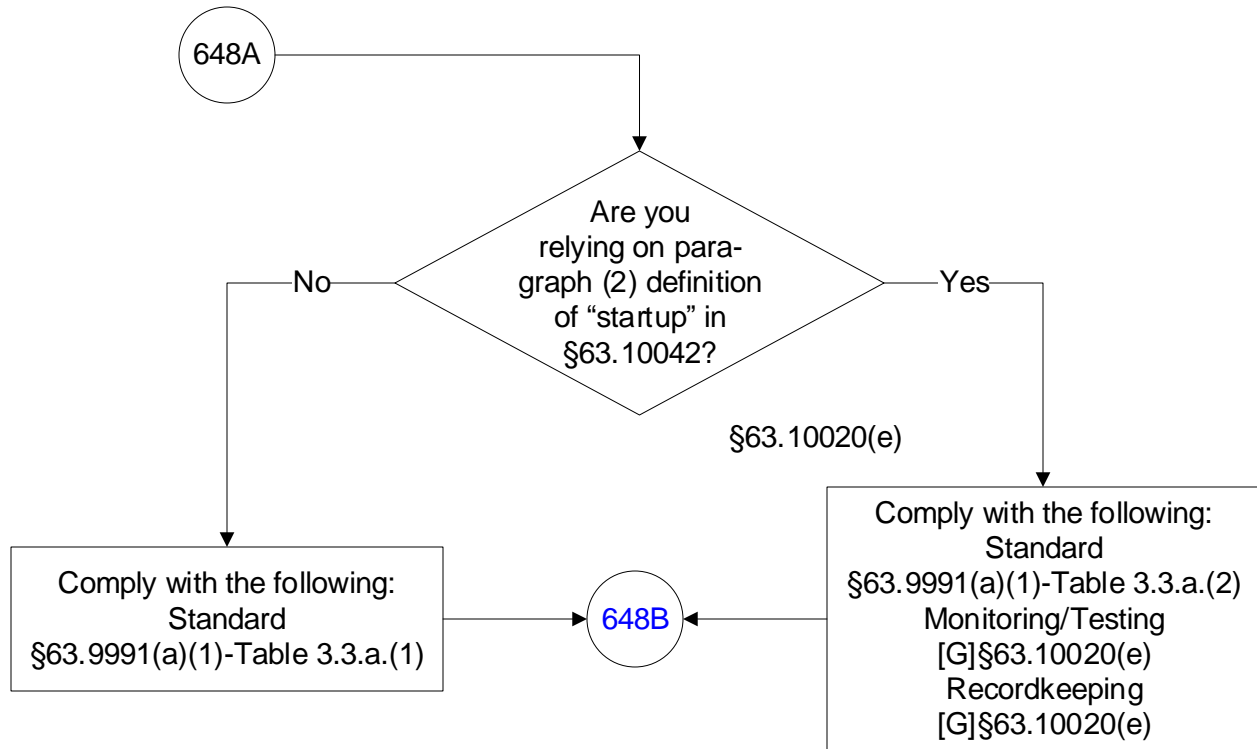 648A
Are you
relying on para-
graph (2) definition
of “startup” in
§63.10042?
No
Yes
§63.10020(e)
Comply with the following:
Standard
§63.9991(a)(1)-Table 3.3.a.(1)
648B
Comply with the following:
Standard
§63.9991(a)(1)-Table 3.3.a.(2)
Monitoring/Testing
[G]§63.10020(e)
Recordkeeping
[G]§63.10020(e)